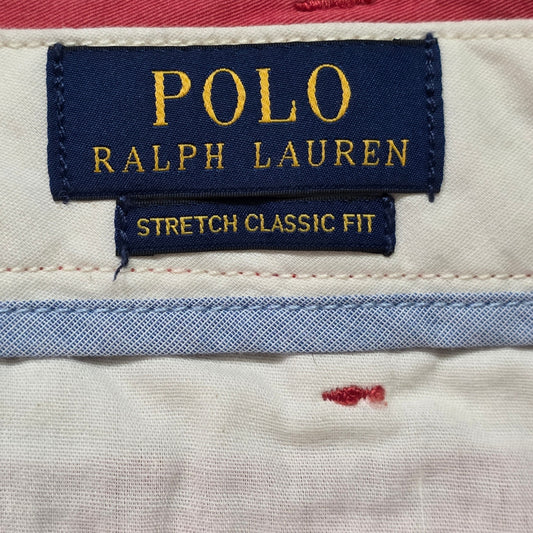 POLO
RALPH LAUREN
STRETCH CLASSIC FIT